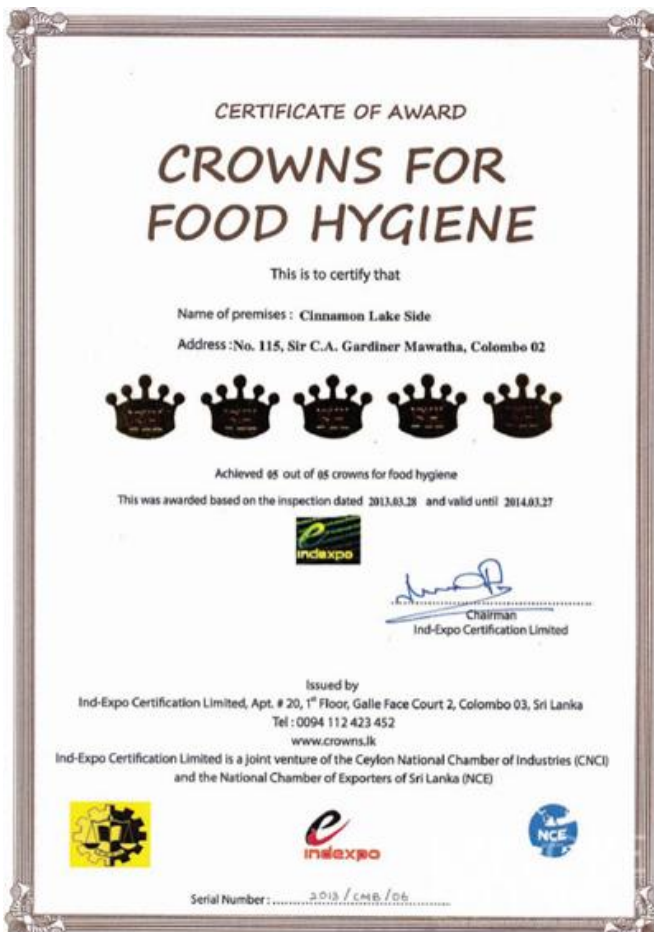 CERTIFICATE OF AWARD
CROWNS FOR
FOOD HYGIENE
This is to certify that
Name of premises : Cinnamon Lake Side
Address :No. 115, Sir C.A. Gardiner Mawatha, Colombo 02
Achieved 05 out of 05 crowns for food hygiene
This was awarded based on the inspection dated 2013.03.28 and valid until 2014.03.27
e
indexpo
Chairman
Ind-Expo Certification Limited
Issued by
Ind-Expo Certification Limited, Apt. # 20, 1st Floor, Galle Face Court 2, Colombo 03, Sri Lanka
Tel : 0094 112 423 452
www.crowns.lk
Ind-Expo Certification Limited is a joint venture of the Ceylon National Chamber of Industries (CNCI)
and the National Chamber of Exporters of Sri Lanka (NCE)
e
indexpo
NCE
Serial Number : 2013 / CMB / 06